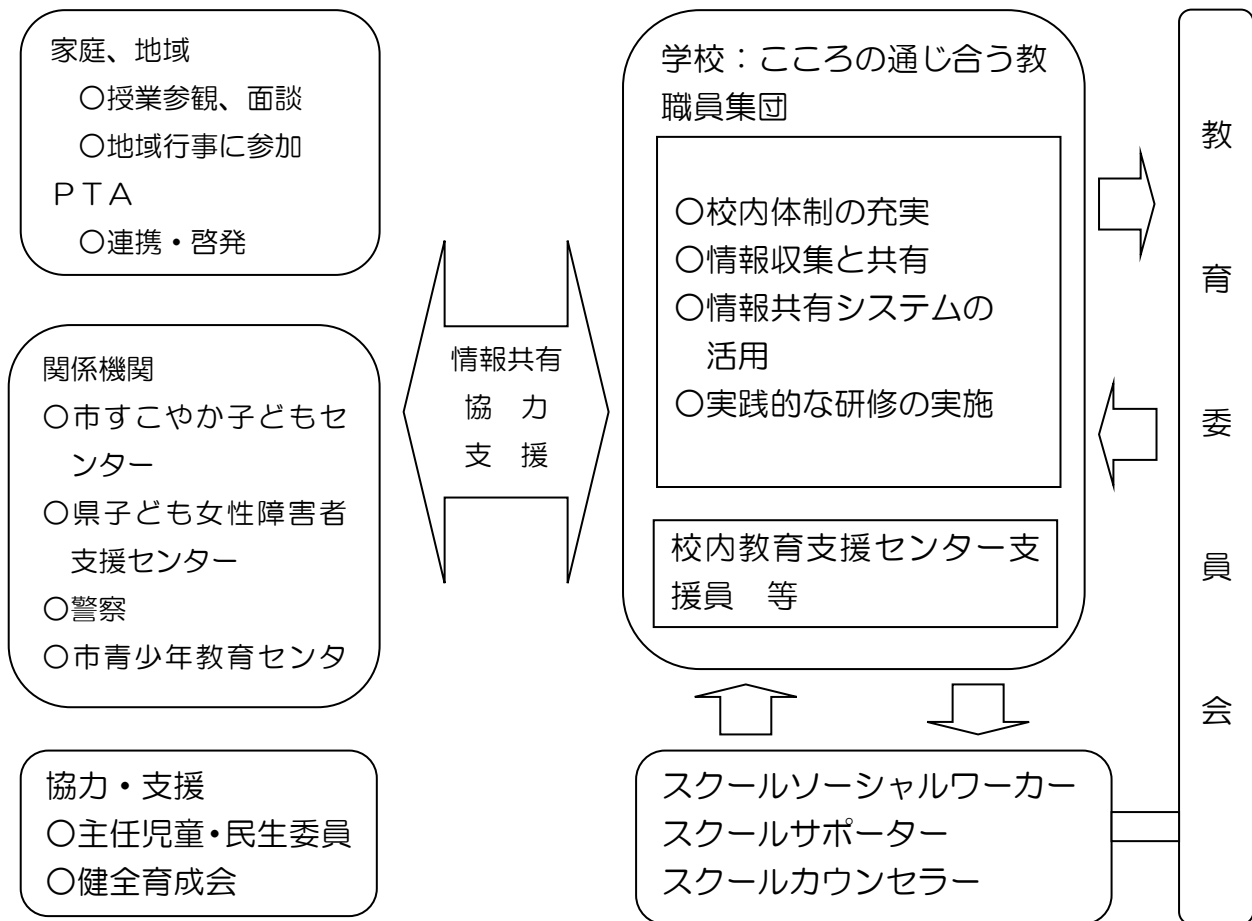 家庭、地域
○授業参観、面談
○地域行事に参加
ＰＴＡ
○連携・啓発
関係機関
○市すこやか子どもセ
ンター
○県子ども女性障害者
支援センター
○警察
○市青少年教育センタ
協力・支援
○主任児童・民生委員
○健全育成会
情報共有
協　力
支　援
学校：こころの通じ合う教
職員集団
○校内体制の充実
○情報収集と共有
○情報共有システムの
活用
○実践的な研修の実施
校内教育支援センター支
援員　等
スクールソーシャルワーカー
スクールサポーター
スクールカウンセラー
教育委員会